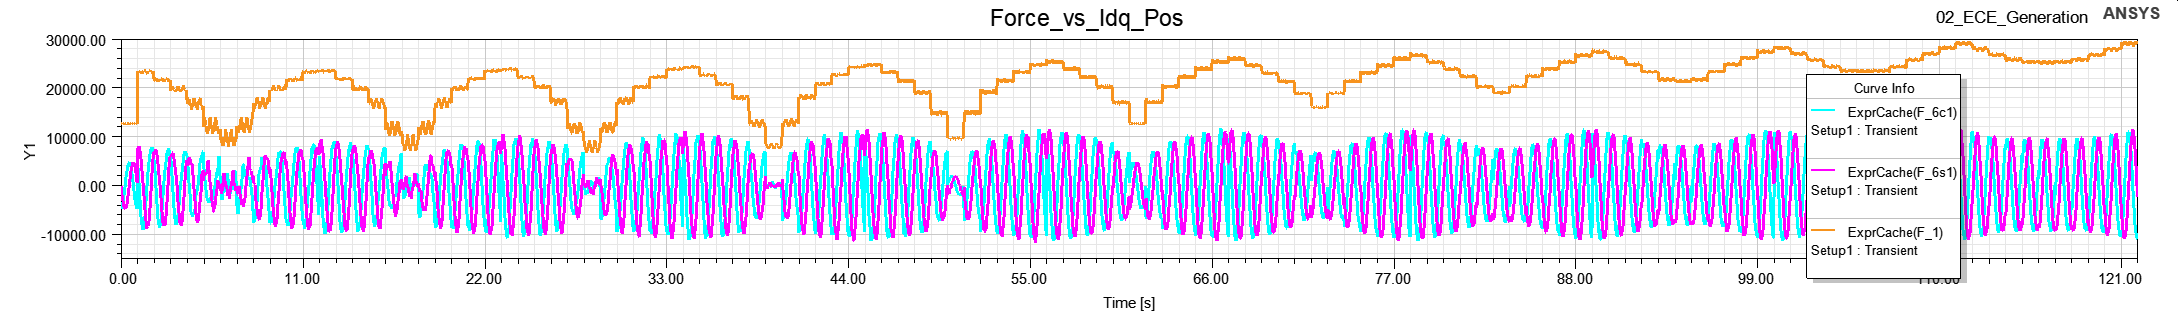 Force_vs_Idq_Pos
02_ECE_Generation
ANSYS
30000.00
20000.00
10000.00
0.00
-10000.00
Y1
Curve Info
ExprCache(F_6c1)
Setup1 : Transient
ExprCache(F_6s1)
Setup1 : Transient
ExprCache(F_1)
Setup1 : Transient
0.00 11.00 22.00 33.00 44.00 55.00 66.00 77.00 88.00 99.00 110.00 121.00
Time [s]